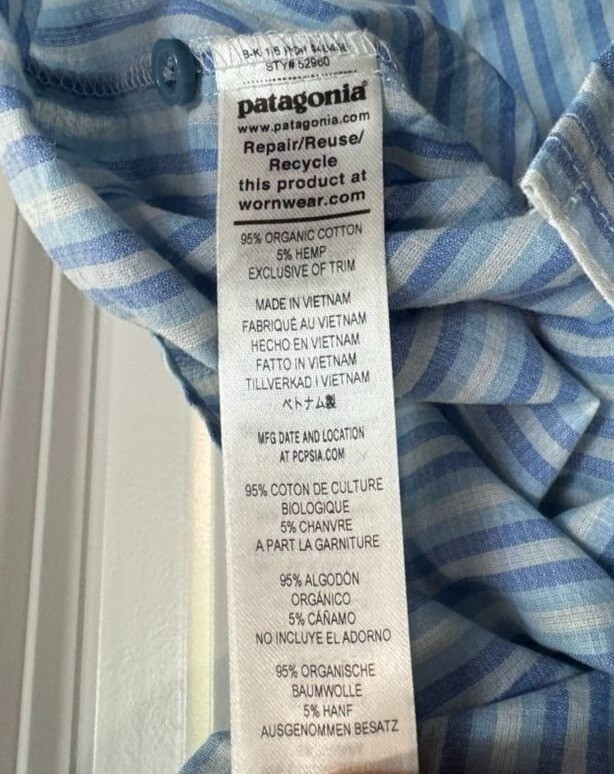 STY# 52960
patagonia®
www.patagonia.com
Repair/Reuse/
Recycle
this product at
wornwear.com
95% ORGANIC COTTON
5% HEMP
EXCLUSIVE OF TRIM
MADE IN VIETNAM
FABRIQUÉ AU VIETNAM
HECHO EN VIETNAM
FATTO IN VIETNAM
TILLVERKAD I VIETNAM
ベトナム製
MFG DATE AND LOCATION
AT PCPSIA.COM
95% COTON DE CULTURE
BIOLOGIQUE
5% CHANVRE
A PART LA GARNITURE
95% ALGODÓN
ORGÁNICO
5% CÁÑAMO
NO INCLUYE EL ADORNO
95% ORGANISCHE
BAUMWOLLE
5% HANF
AUSGENOMMEN BESATZ